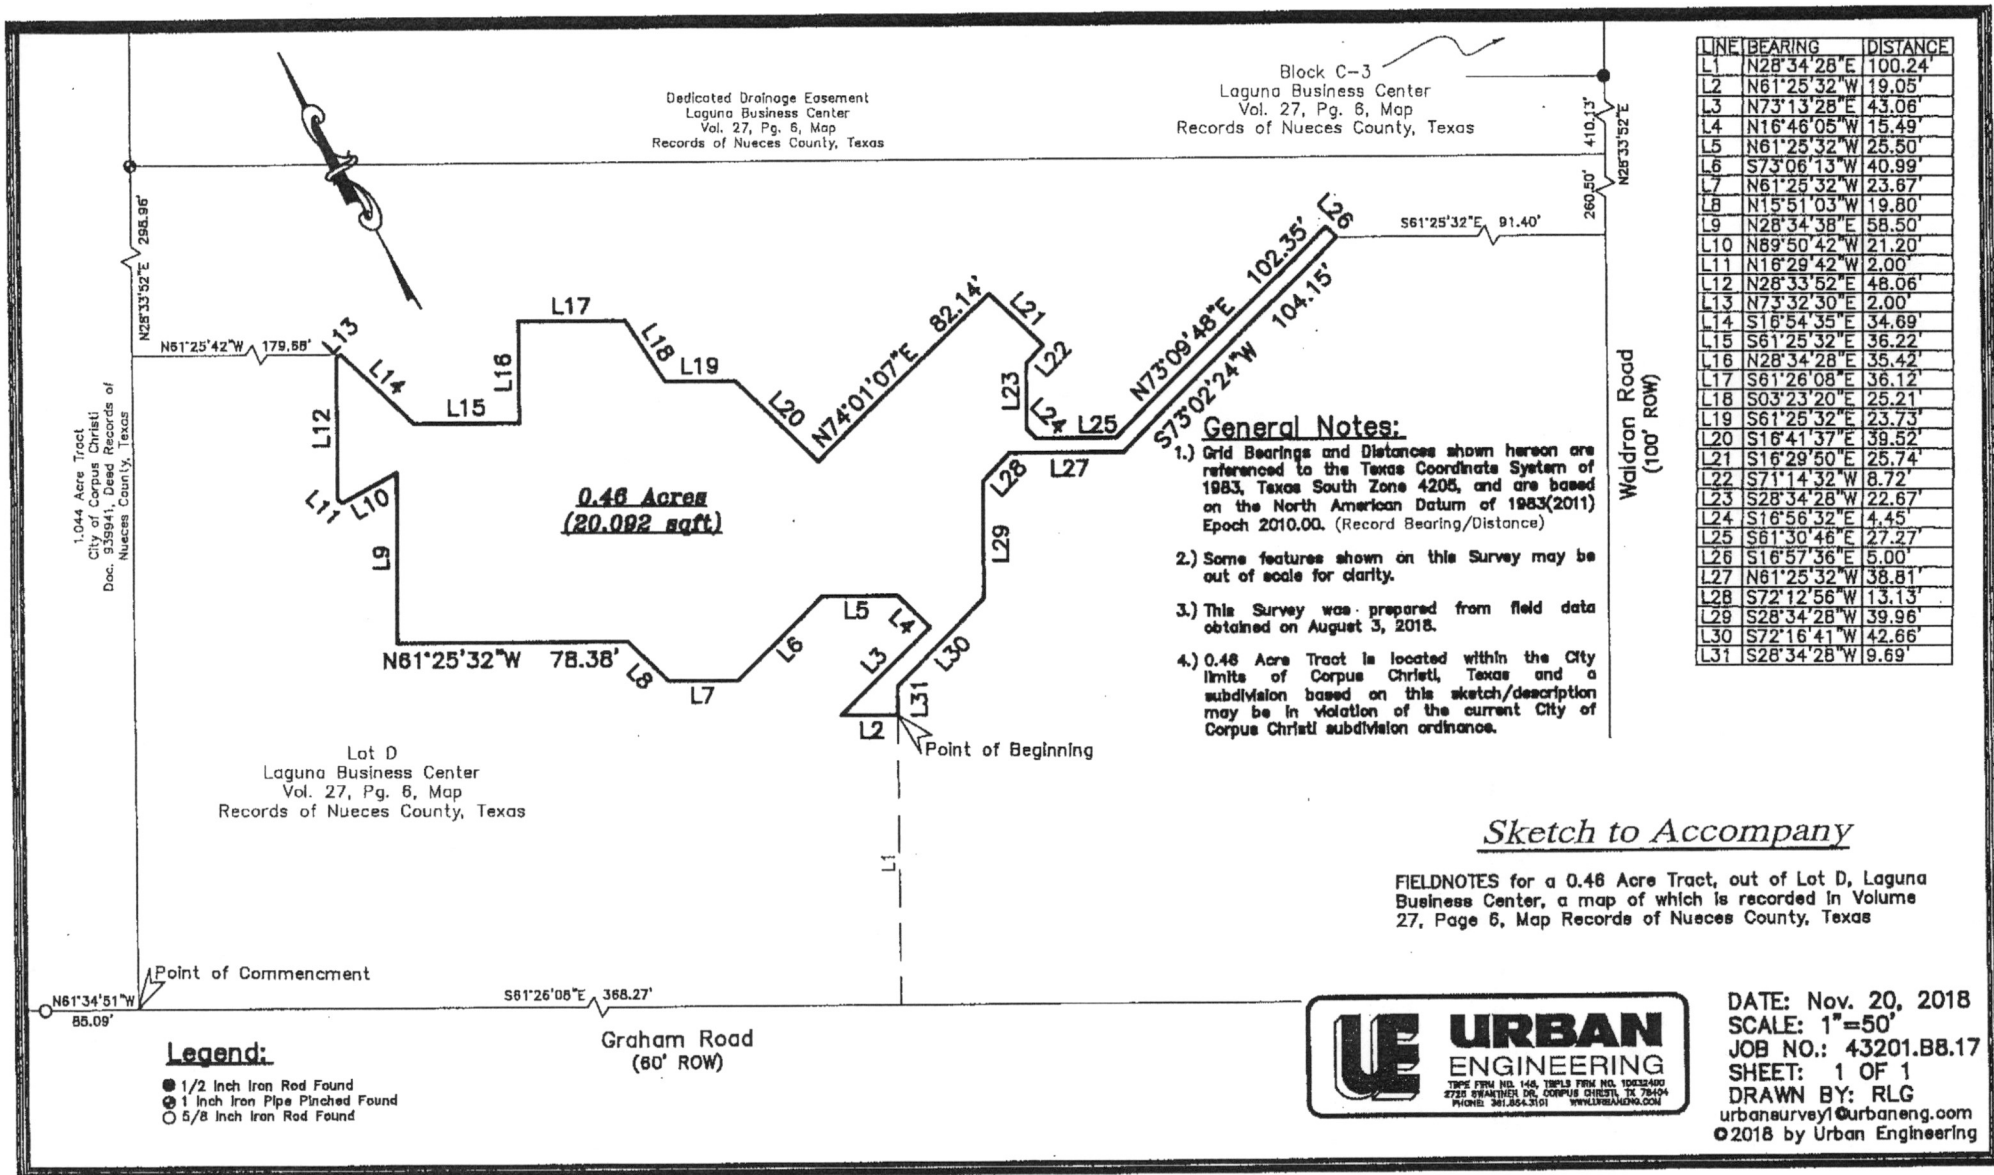 Dedicated Drainage Easement
Laguna Business Center
Vol. 27, Pg. 6, Map
Records of Nueces County, Texas
Block C-3
Laguna Business Center
Vol. 27, Pg. 6, Map
Records of Nueces County, Texas
410.13'
N28°33'52"E
260.50'
S61°25'32"E 91.40'
N28°33'52"E 298.96'
N61°25'42"W 179.68'
1.044 Acre Tract
City of Corpus Christi
Doc. 939941, Deed Records of
Nueces County, Texas
L13
L14
L12
L11
L10
L15
L16
L17
L18
L19
L20
N74°01'07"E 82.14'
L21
L22
L23
L24
L25
N73°09'48"E 102.35'
L26
S73°02'24"W 104.15'
L27
L28
L29
L30
L31
L2
L3
L4
L5
L6
L7
L8
N61°25'32"W 78.38'
L9
0.46 Acres
(20.092 sqft)
Point of Beginning
L1
Waldron Road
(100' ROW)
LINE BEARING DISTANCE
L1 N28°34'28"E 100.24'
L2 N61°25'32"W 19.05'
L3 N73°13'28"E 43.06'
L4 N16°46'05"W 15.49'
L5 N61°25'32"W 25.50'
L6 S73°06'13"W 40.99'
L7 N61°25'32"W 23.67'
L8 N15°51'03"W 19.80'
L9 N28°34'38"E 58.50'
L10 N89°50'42"W 21.20'
L11 N16°29'42"W 2.00'
L12 N28°33'52"E 48.06'
L13 N73°32'30"E 2.00'
L14 S16°54'35"E 34.69'
L15 S61°25'32"E 36.22'
L16 N28°34'28"E 35.42'
L17 S61°26'08"E 36.12'
L18 S03°23'20"E 25.21'
L19 S61°25'32"E 23.73'
L20 S16°41'37"E 39.52'
L21 S16°29'50"E 25.74'
L22 S71°14'32"W 8.72'
L23 S28°34'28"W 22.67'
L24 S16°56'32"E 4.45'
L25 S61°30'46"E 27.27'
L26 S16°57'36"E 5.00'
L27 N61°25'32"W 38.81'
L28 S72°12'56"W 13.13'
L29 S28°34'28"W 39.96'
L30 S72°16'41"W 42.66'
L31 S28°34'28"W 9.69'
General Notes:
1.) Grid Bearings and Distances shown hereon are
referenced to the Texas Coordinate System of
1983, Texas South Zone 4205, and are based
on the North American Datum of 1983(2011)
Epoch 2010.00. (Record Bearing/Distance)
2.) Some features shown on this Survey may be
out of scale for clarity.
3.) This Survey was prepared from field data
obtained on August 3, 2018.
4.) 0.46 Acre Tract is located within the City
limits of Corpus Christi, Texas and a
subdivision based on this sketch/description
may be in violation of the current City of
Corpus Christi subdivision ordinance.
Lot D
Laguna Business Center
Vol. 27, Pg. 6, Map
Records of Nueces County, Texas
Sketch to Accompany
FIELDNOTES for a 0.46 Acre Tract, out of Lot D, Laguna
Business Center, a map of which is recorded in Volume
27, Page 6, Map Records of Nueces County, Texas
Point of Commencment
N61°34'51"W
85.09'
S61°26'08"E 368.27'
Graham Road
(60' ROW)
Legend:
1/2 Inch Iron Rod Found
1 Inch Iron Pipe Pinched Found
5/8 Inch Iron Rod Found
UE URBAN
ENGINEERING
TBPE FIRM NO. 145, TBPLS FIRM NO. 10032400
2725 SWANTNER DR, CORPUS CHRISTI, TX 78404
PHONE: 361.854.3101 WWW.URBANENG.COM
DATE: Nov. 20, 2018
SCALE: 1"=50'
JOB NO.: 43201.B8.17
SHEET: 1 OF 1
DRAWN BY: RLG
urbansurvey1@urbaneng.com
©2018 by Urban Engineering